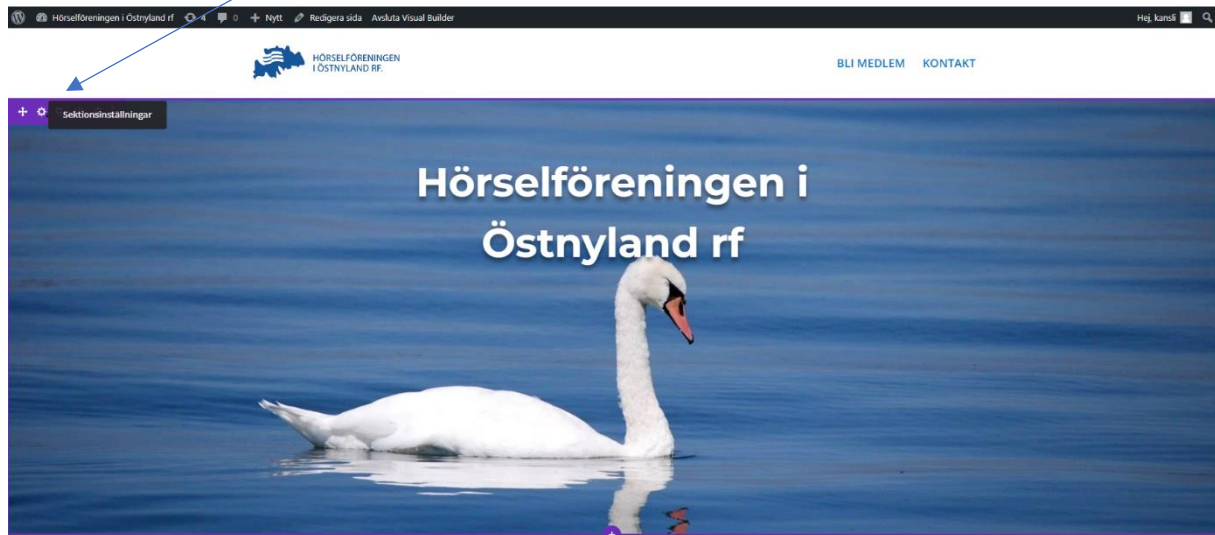 Hörselföreningen i Östnyland rf 4 0 Nytt Redigera sida Avsluta Visual Builder Hej, kansli
HÖRSELFÖRENINGEN
I ÖSTNYLAND RF.
BLI MEDLEM KONTAKT
Sektionsinställningar
Hörselföreningen i
Östnyland rf